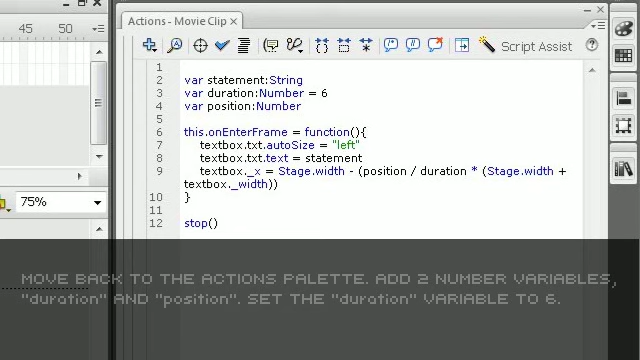 Actions - Movie Clip ×
45 50
Script Assist
1
2 var statement:String
3 var duration:Number = 6
4 var position:Number
5
6 this.onEnterFrame = function(){
7 textbox.txt.autoSize = "left"
8 textbox.txt.text = statement
9 textbox._x = Stage.width - (position / duration * (Stage.width +
textbox._width))
10 }
11
12 stop()
75%
MOVE BACK TO THE ACTIONS PALETTE. ADD 2 NUMBER VARIABLES,
"duration" AND "position". SET THE "duration" VARIABLE TO 6.